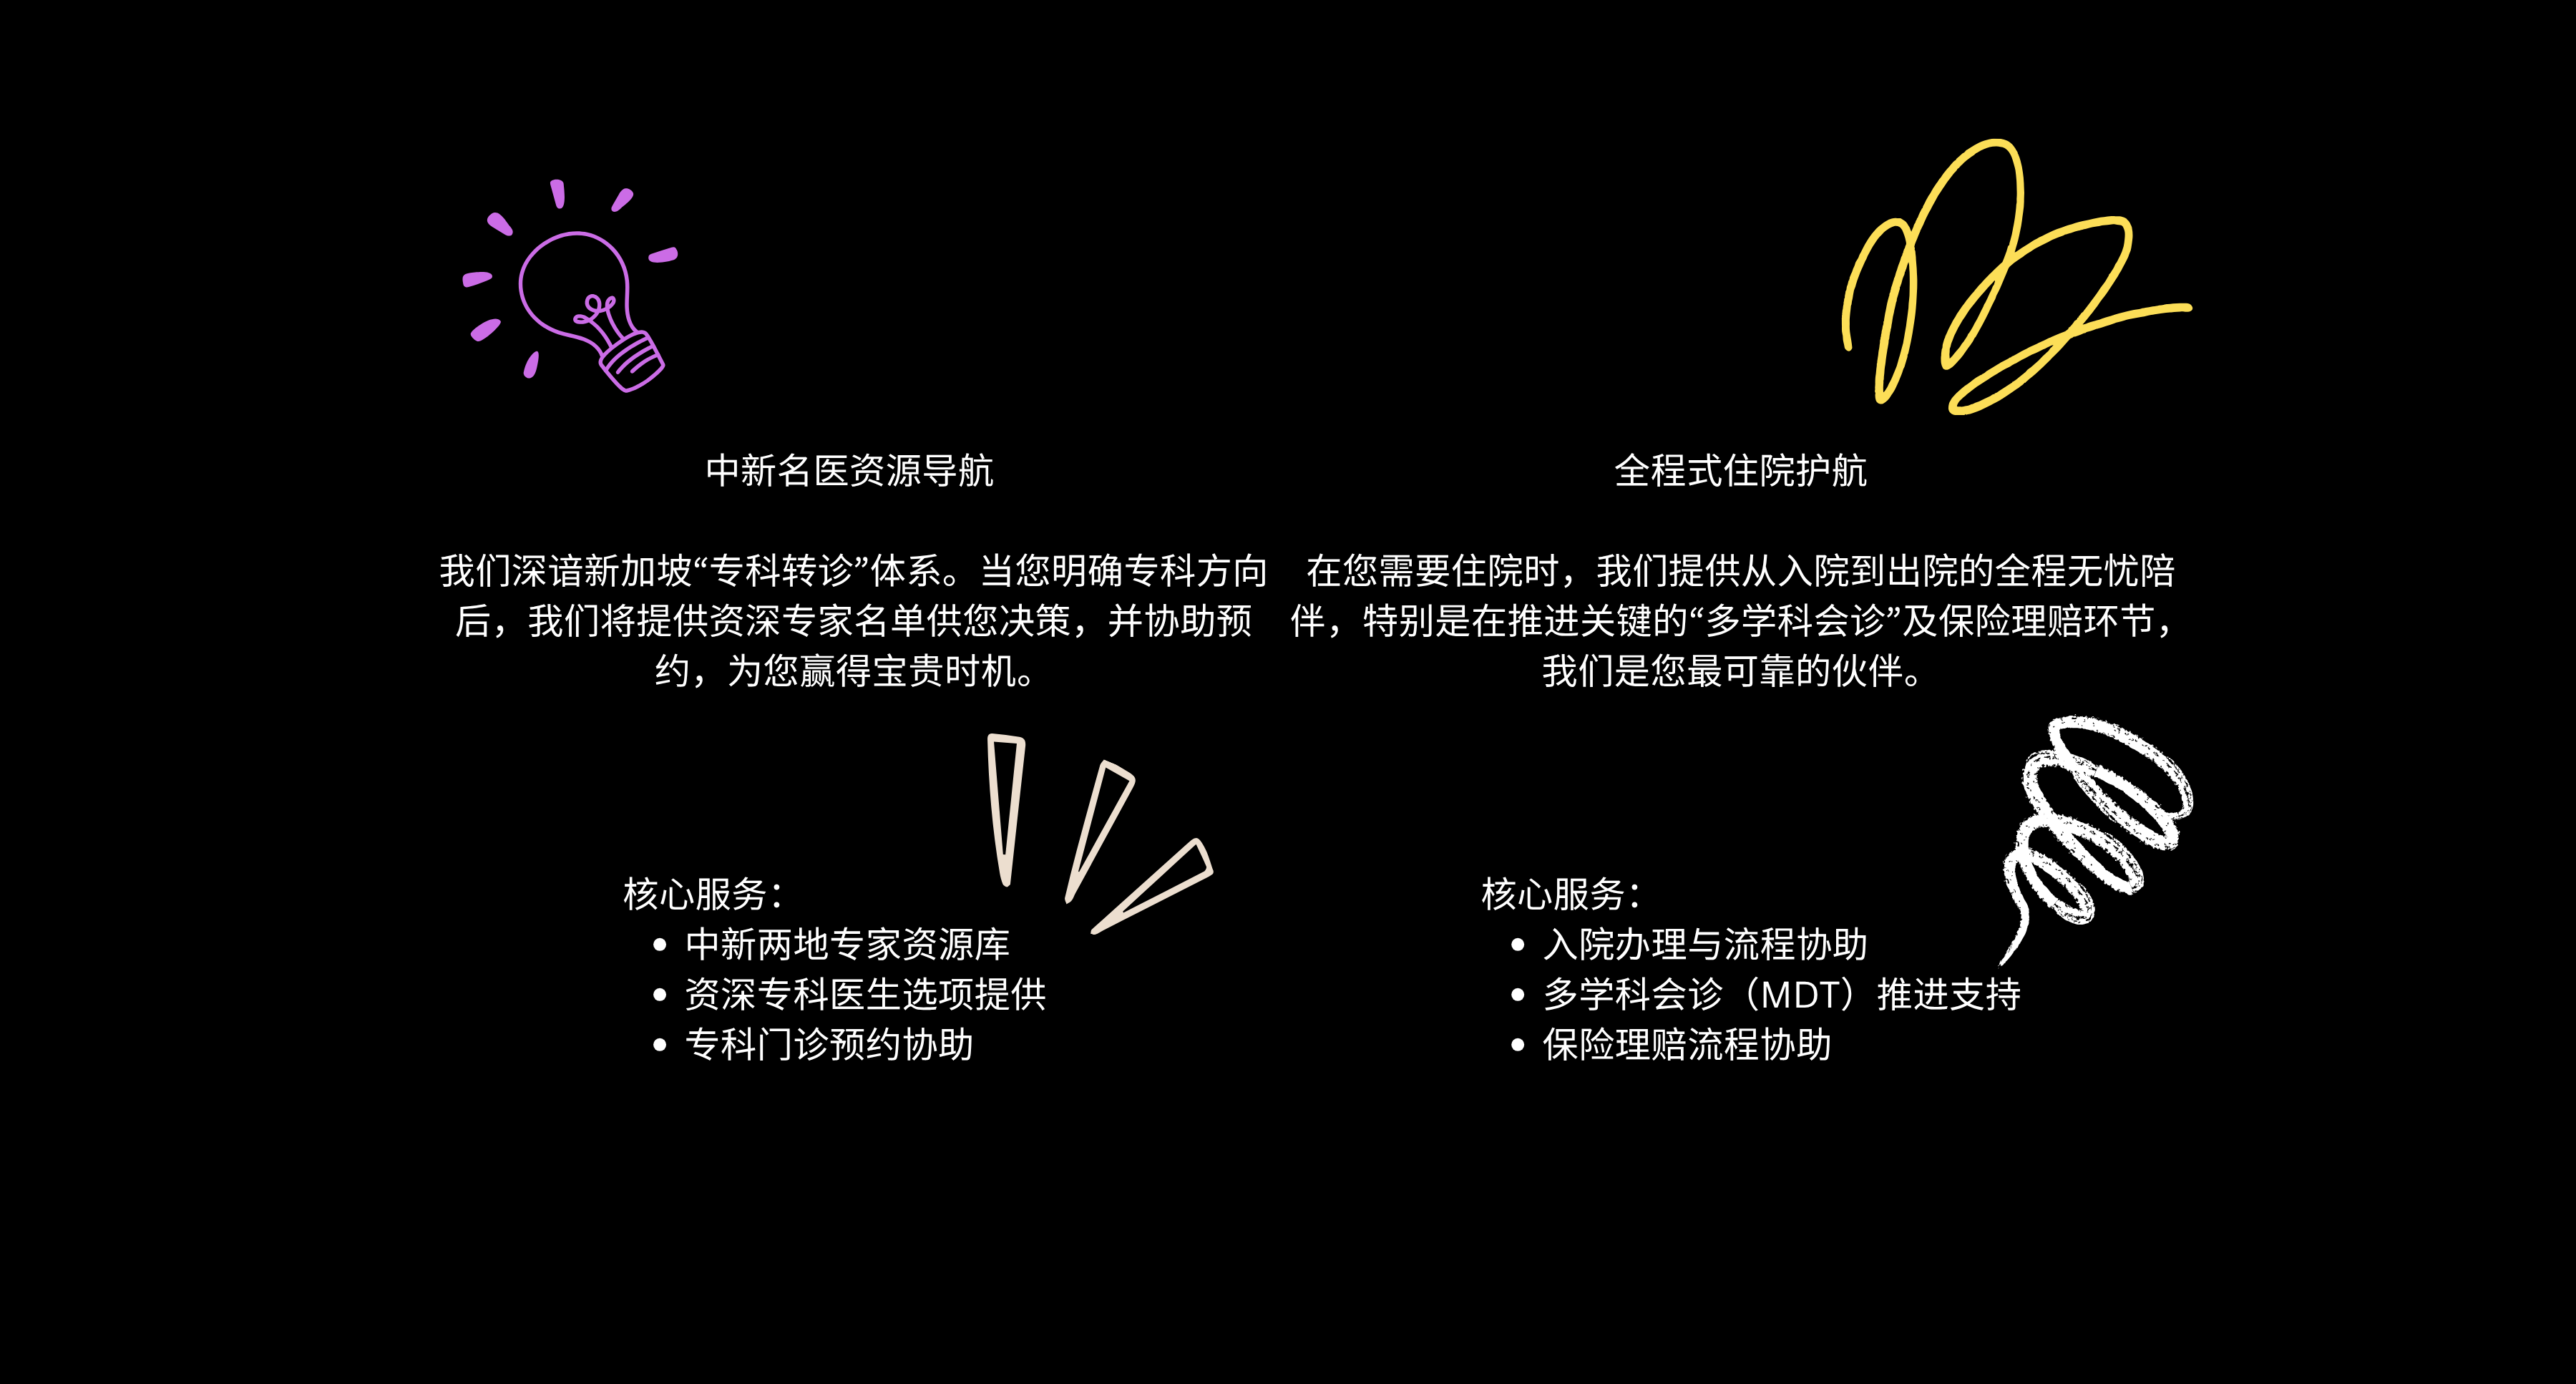 中新名医资源导航
我们深谙新加坡“专科转诊”体系。当您明确专科方向
后，我们将提供资深专家名单供您决策，并协助预
约，为您赢得宝贵时机。
核心服务：
中新两地专家资源库
资深专科医生选项提供
专科门诊预约协助
全程式住院护航
在您需要住院时，我们提供从入院到出院的全程无忧陪
伴，特别是在推进关键的“多学科会诊”及保险理赔环节，
我们是您最可靠的伙伴。
核心服务：
入院办理与流程协助
多学科会诊（MDT）推进支持
保险理赔流程协助